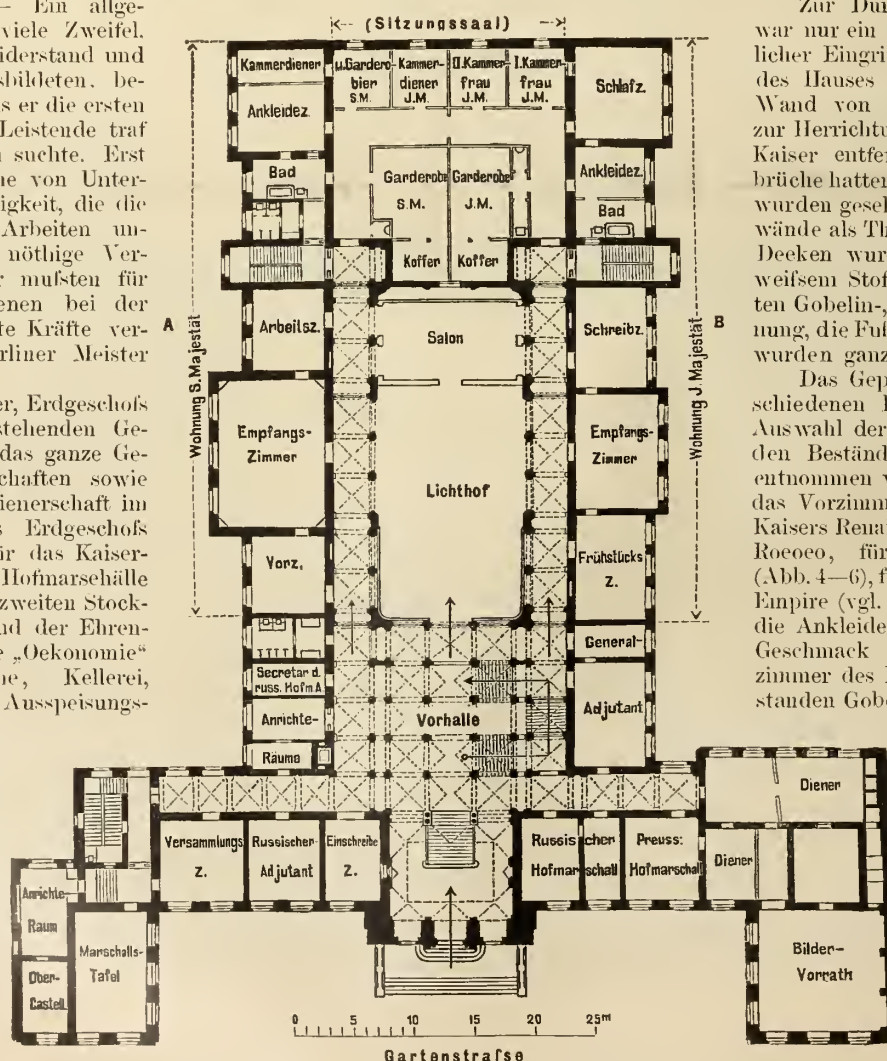 – Ein allge-
viele Zweifel.
iderstand und
sbildeten, be-
s er die ersten
Leistende traf
suchte. Erst
ne von Unter-
igkeit, die die
Arbeiten un-
nöthige Ver-
r mufsten für
enen bei der
te Kräfte ver-
rliner Meister
er, Erdgeschofs
stehenden Ge-
das ganze Ge-
chaften sowie
ienerschaft im
s Erdgeschofs
ür das Kaiser-
Hofmarschälle
zweiten Stock-
nd der Ehren-
e „Oekonomie“
he, Kellerei,
Ausspeisungs-
(Sitzungssaal)
Kammerdiener
u. Gardero
bier
S.M.
Kammer-
diener
J.M.
II. Kammer
frau
J.M.
I. Kammer
frau
J.M.
Schlafz.
Ankleidez.
Bad
Garderobe
S.M.
Garderobe
J.M.
Ankleidez.
Bad
Koffer
Koffer
A
Wohnung S. Majestät
Arbeitsz.
Salon
Schreibz.
Wohnung J. Majestät
B
Empfangs-
Zimmer
Lichthof
Empfangs-
Zimmer
Vorz.
Frühstücks
Z.
General-
Adjutant
Secretär d.
russ. Hofm A.
Anrichte-
Räume
Vorhalle
Diener
Versammlungs
Z.
Russischer-
Adjutant
Einschreibe
Z.
Russischer
Hofmarschall
Preuss:
Hofmarschall
Diener
Anrichte-
Raum
Marschalls-
Tafel
Ober-
Castell.
Bilder-
Vorrath
0 5 10 15 20 25m
Gartenstrafse
Zur Dur
war nur ein
licher Eingri
des Hauses
Wand von
zur Herrichtu
Kaiser entfer
brüche hatten
wurden gesel
wände als Th
Decken wur
weifsem Stof
ten Gobelin-,
nung, die Fuf
wurden ganz
Das Gep
schiedenen
Auswahl der
den Beständ
entnommen v
das Vorzimm
Kaisers Rena
Rococo, für
(Abb. 4—6), f
Empire (vgl.
die Ankleide
Geschmack
zimmer des
standen Gobe